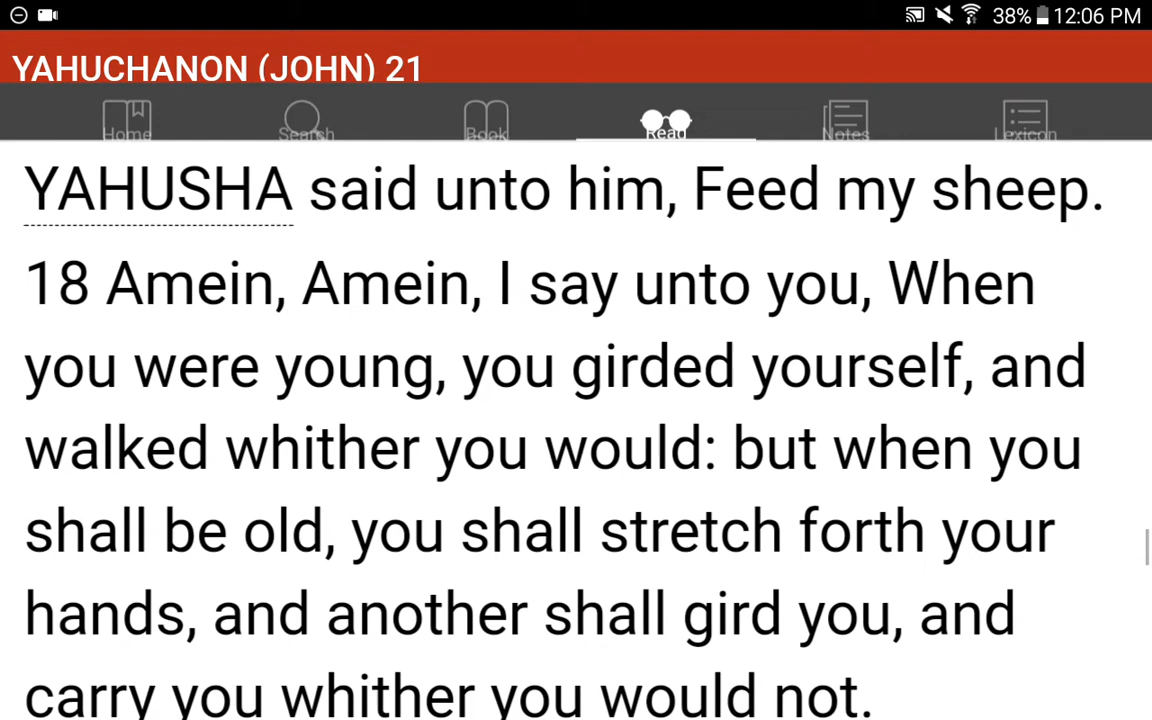 38% 12:06 PM
YAHUCHANON (JOHN) 21
Home Search Book Read Notes Lexicon
YAHUSHA said unto him, Feed my sheep.
18 Amein, Amein, I say unto you, When
you were young, you girded yourself, and
walked whither you would: but when you
shall be old, you shall stretch forth your
hands, and another shall gird you, and
carry you whither you would not.